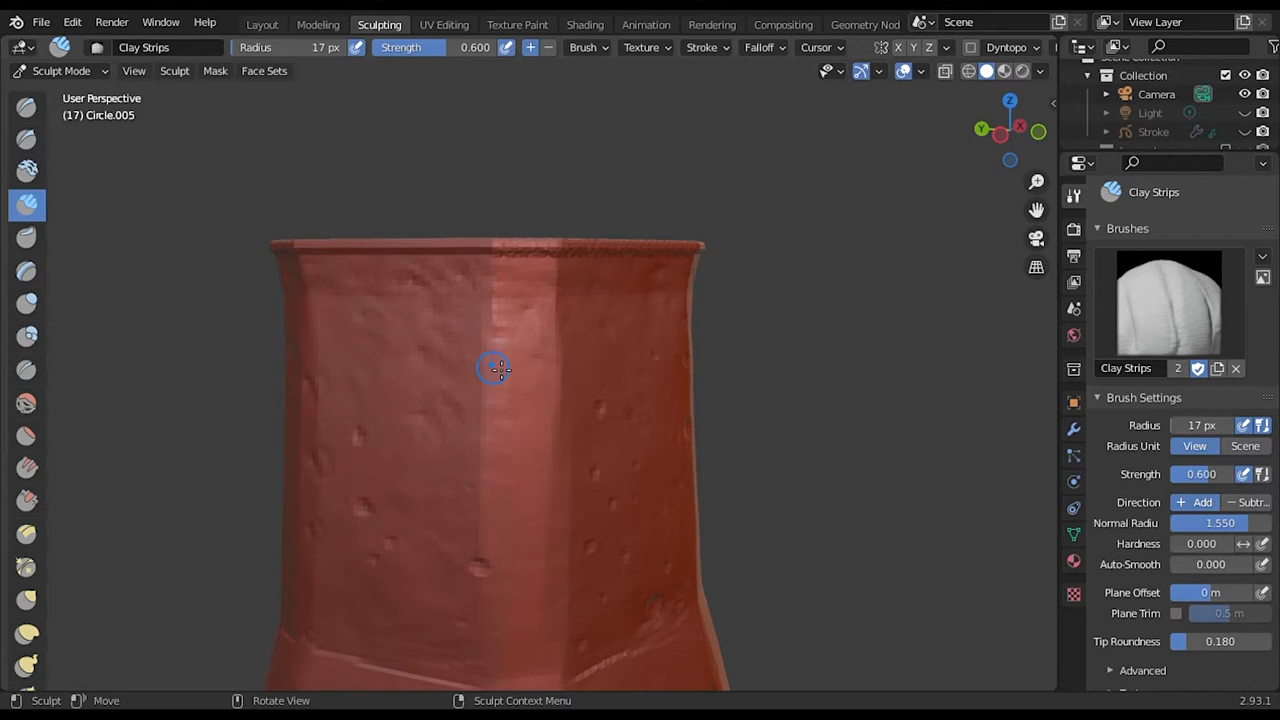 File Edit Render Window Help Layout Modeling Sculpting UV Editing Texture Paint Shading Animation Rendering Compositing Geometry Nod Scene View Layer
Clay Strips Radius 17 px Strength 0.600 Brush Texture Stroke Falloff Cursor X Y Z Dyntopo
Sculpt Mode View Sculpt Mask Face Sets
User Perspective
(17) Circle.005
Z
Y X
Collection
Camera
Light
Stroke
Clay Strips
Brushes
Clay Strips 2
Brush Settings
Radius 17 px
Radius Unit View Scene
Strength 0.600
Direction + Add − Subtr...
Normal Radiu 1.550
Hardness 0.000
Auto-Smooth 0.000
Plane Offset 0 m
Plane Trim 0.5 m
Tip Roundness 0.180
Advanced
Sculpt Move Rotate View Sculpt Context Menu 2.93.1